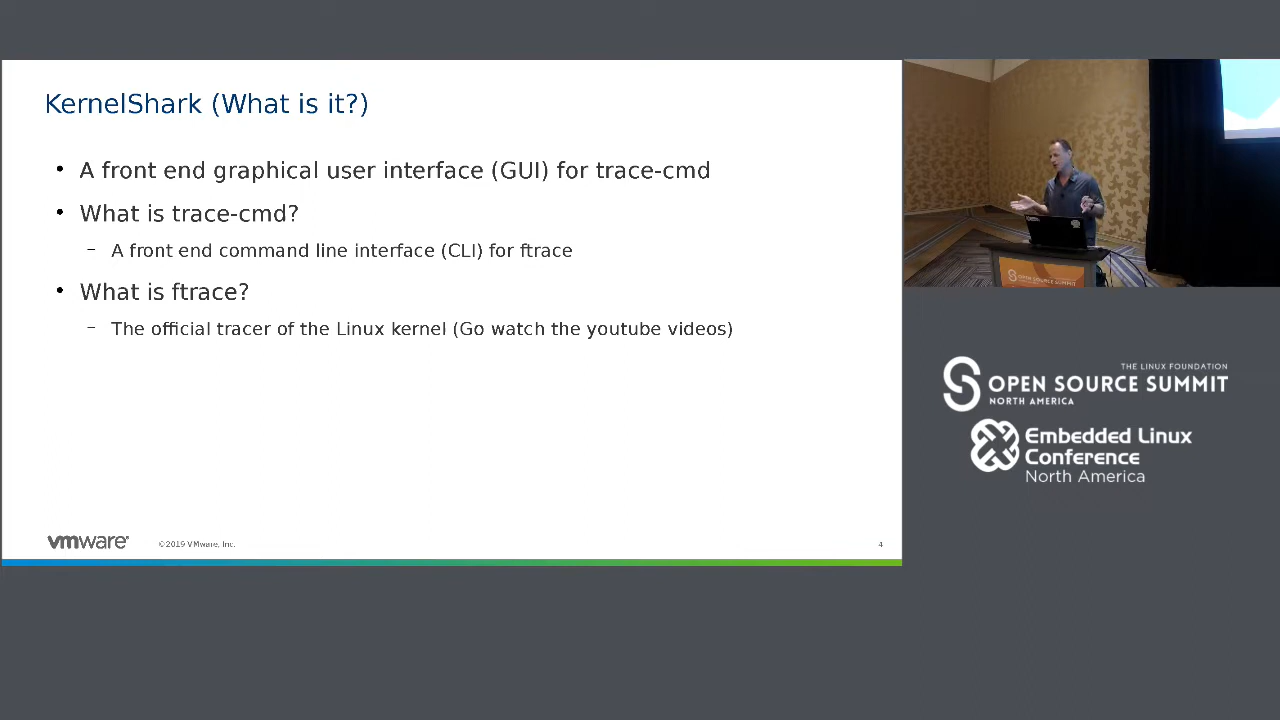 KernelShark (What is it?)
• A front end graphical user interface (GUI) for trace-cmd
• What is trace-cmd?
– A front end command line interface (CLI) for ftrace
• What is ftrace?
– The official tracer of the Linux kernel (Go watch the youtube videos)
vmware®
©2019 VMware, Inc.
4
OPEN SOURCE SUMMIT
THE LINUX FOUNDATION
OPEN SOURCE SUMMIT
NORTH AMERICA
Embedded Linux
Conference
North America